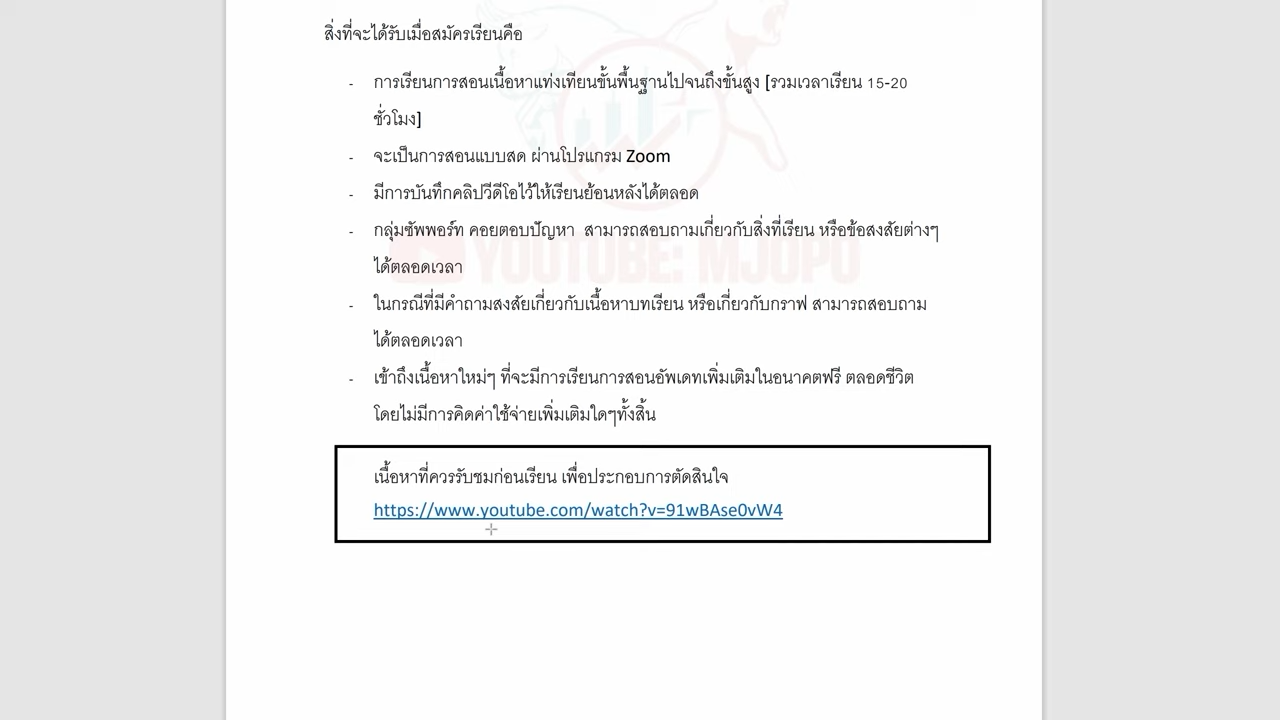 สิ่งที่จะได้รับเมื่อสมัครเรียนคือ
- การเรียนการสอนเนื้อหาแท่งเทียนขั้นพื้นฐานไปจนถึงขั้นสูง [รวมเวลาเรียน 15-20
ชั่วโมง]
- จะเป็นการสอนแบบสด ผ่านโปรแกรม Zoom
- มีการบันทึกคลิปวีดีโอไว้ให้เรียนย้อนหลังได้ตลอด
- กลุ่มซัพพอร์ท คอยตอบปัญหา สามารถสอบถามเกี่ยวกับสิ่งที่เรียน หรือข้อสงสัยต่างๆ
ได้ตลอดเวลา
YOUTUBE: MJOPO
- ในกรณีที่มีคำถามสงสัยเกี่ยวกับเนื้อหาบทเรียน หรือเกี่ยวกับกราฟ สามารถสอบถาม
ได้ตลอดเวลา
- เข้าถึงเนื้อหาใหม่ๆ ที่จะมีการเรียนการสอนอัพเดทเพิ่มเติมในอนาคตฟรี ตลอดชีวิต
โดยไม่มีการคิดค่าใช้จ่ายเพิ่มเติมใดๆทั้งสิ้น
เนื้อหาที่ควรรับชมก่อนเรียน เพื่อประกอบการตัดสินใจ
https://www.youtube.com/watch?v=91wBAse0vW4